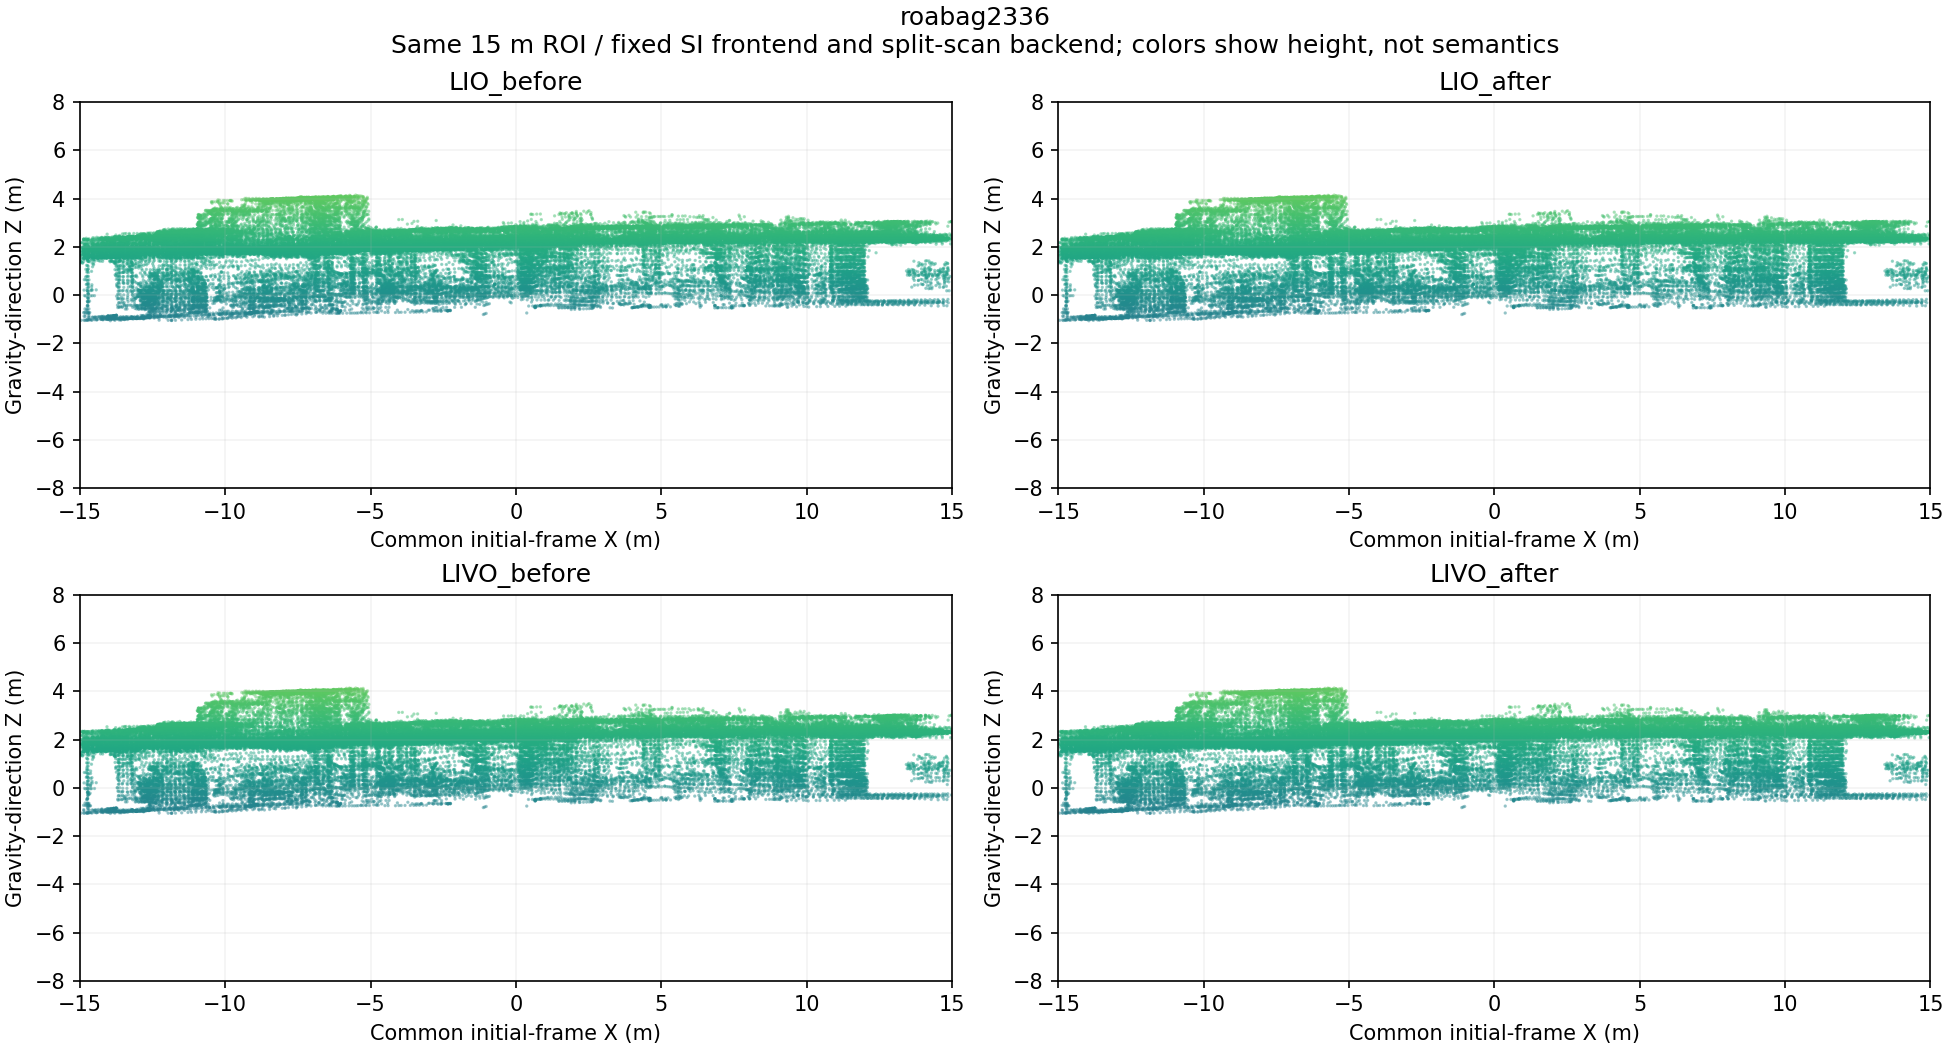 roabag2336
Same 15 m ROI / fixed SI frontend and split-scan backend; colors show height, not semantics
LIO_before
8
6
4
2
0
−2
−4
−6
−8
Gravity-direction Z (m)
−15 −10 −5 0 5 10 15
Common initial-frame X (m)
LIO_after
8
6
4
2
0
−2
−4
−6
−8
Gravity-direction Z (m)
−15 −10 −5 0 5 10 15
Common initial-frame X (m)
LIVO_before
8
6
4
2
0
−2
−4
−6
−8
Gravity-direction Z (m)
−15 −10 −5 0 5 10 15
Common initial-frame X (m)
LIVO_after
8
6
4
2
0
−2
−4
−6
−8
Gravity-direction Z (m)
−15 −10 −5 0 5 10 15
Common initial-frame X (m)